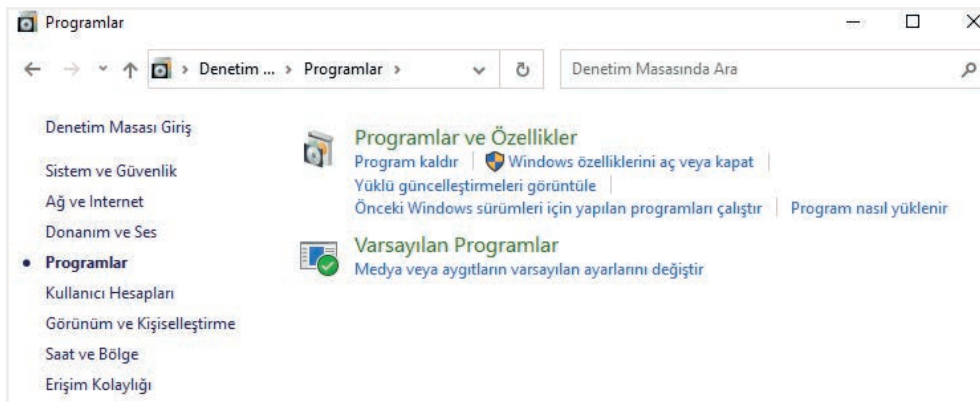 Programlar
Denetim ... > Programlar >
Denetim Masasında Ara
Denetim Masası Giriş
Sistem ve Güvenlik
Ağ ve Internet
Donanım ve Ses
Programlar
Kullanıcı Hesapları
Görünüm ve Kişiselleştirme
Saat ve Bölge
Erişim Kolaylığı
Programlar ve Özellikler
Program kaldır | Windows özelliklerini aç veya kapat |
Yüklü güncelleştirmeleri görüntüle |
Önceki Windows sürümleri için yapılan programları çalıştır | Program nasıl yüklenir
Varsayılan Programlar
Medya veya aygıtların varsayılan ayarlarını değiştir